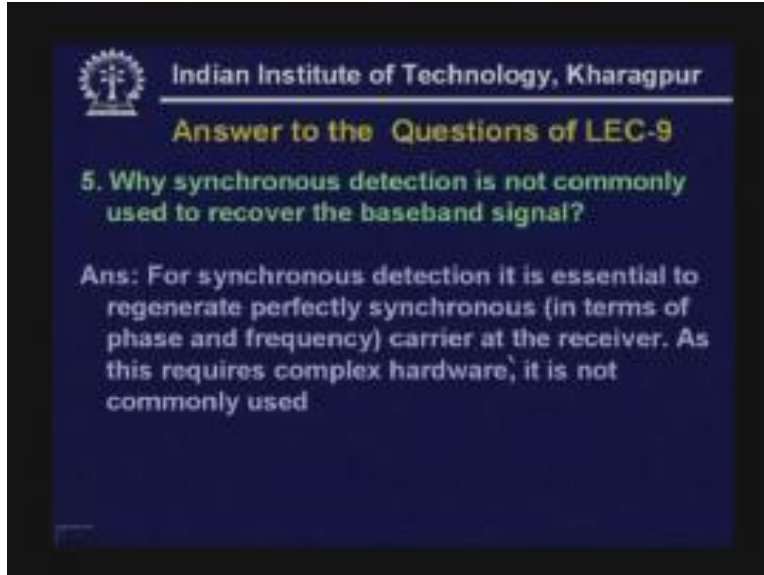 Indian Institute of Technology, Kharagpur
Answer to the Questions of LEC-9
5. Why synchronous detection is not commonly
used to recover the baseband signal?
Ans: For synchronous detection it is essential to
regenerate perfectly synchronous (in terms of
phase and frequency) carrier at the receiver. As
this requires complex hardware, it is not
commonly used